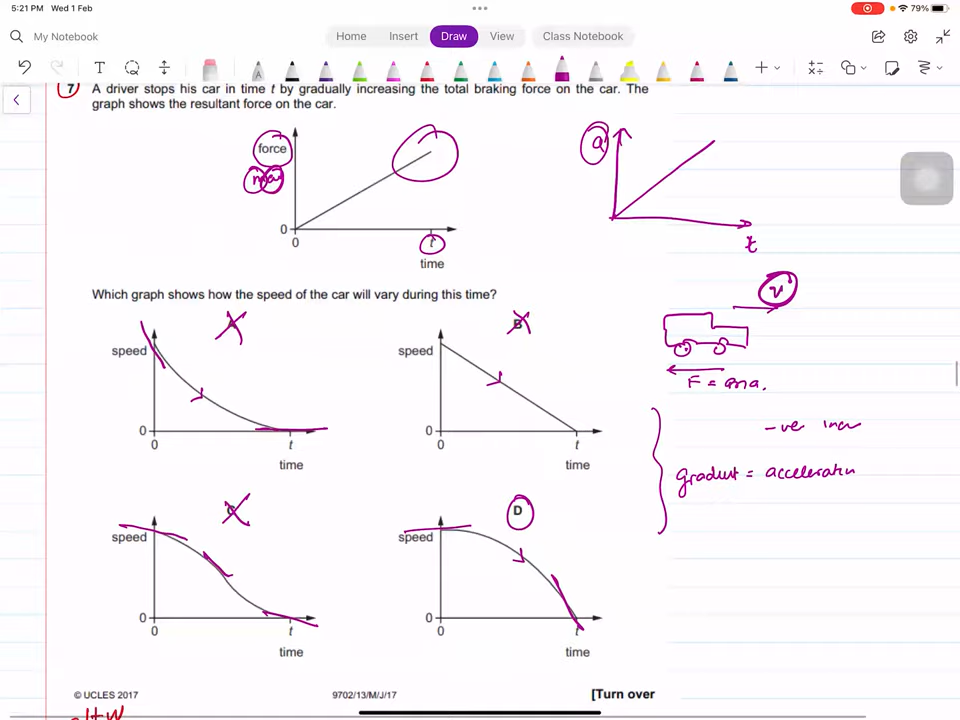 5:21 PM Wed 1 Feb
79%
My Notebook
Home Insert Draw View Class Notebook
7 A driver stops his car in time t by gradually increasing the total braking force on the car. The
graph shows the resultant force on the car.
force
ma
0
0
t
time
a
t
Which graph shows how the speed of the car will vary during this time?
v
F = ma.
A
speed
0
0
t
time
B
speed
0
0
t
time
-ve incr
gradient = acceleration
C
speed
0
0
t
time
D
speed
0
0
t
time
© UCLES 2017
9702/13/M/J/17
[Turn over
HW